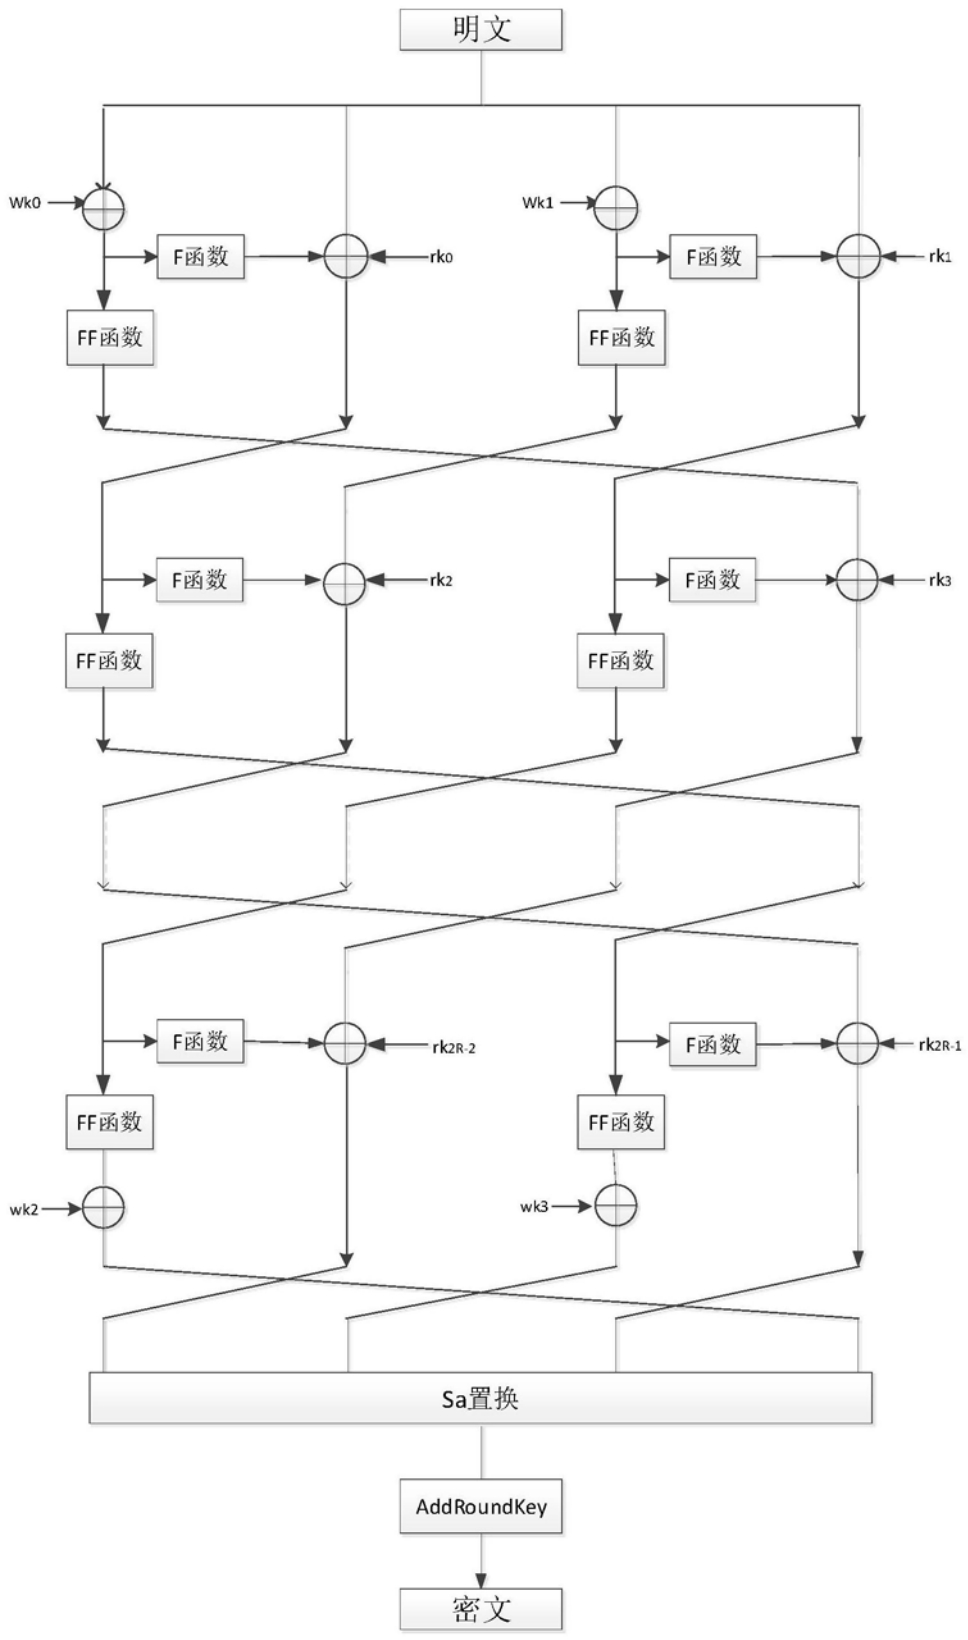 明文
Wk0
Wk1
F函数
rk0
F函数
rk1
FF函数
FF函数
F函数
rk2
F函数
rk3
FF函数
FF函数
F函数
rk2R-2
F函数
rk2R-1
FF函数
FF函数
wk2
wk3
Sa置换
AddRoundKey
密文